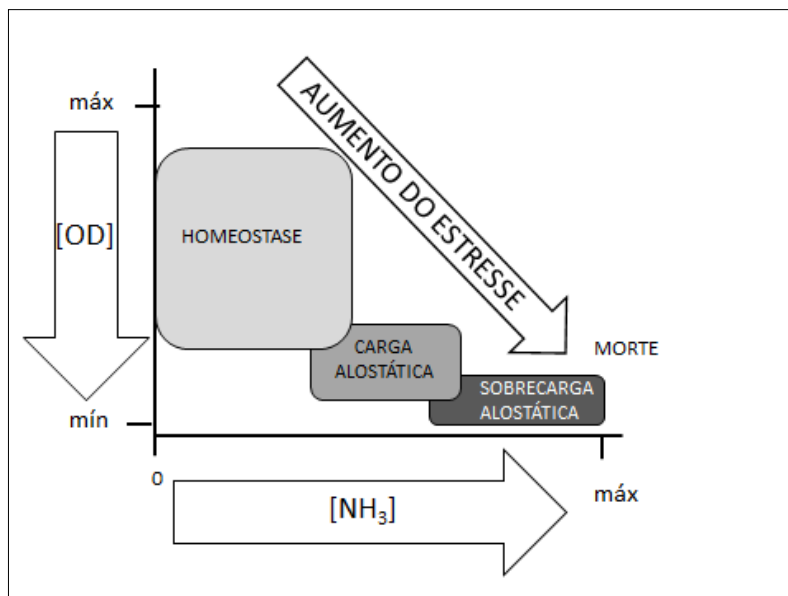 máx
AUMENTO DO ESTRESSE
[OD]
HOMEOSTASE
CARGA
ALOSTÁTICA
MORTE
SOBRECARGA
ALOSTÁTICA
mín
0
[NH₃]
máx